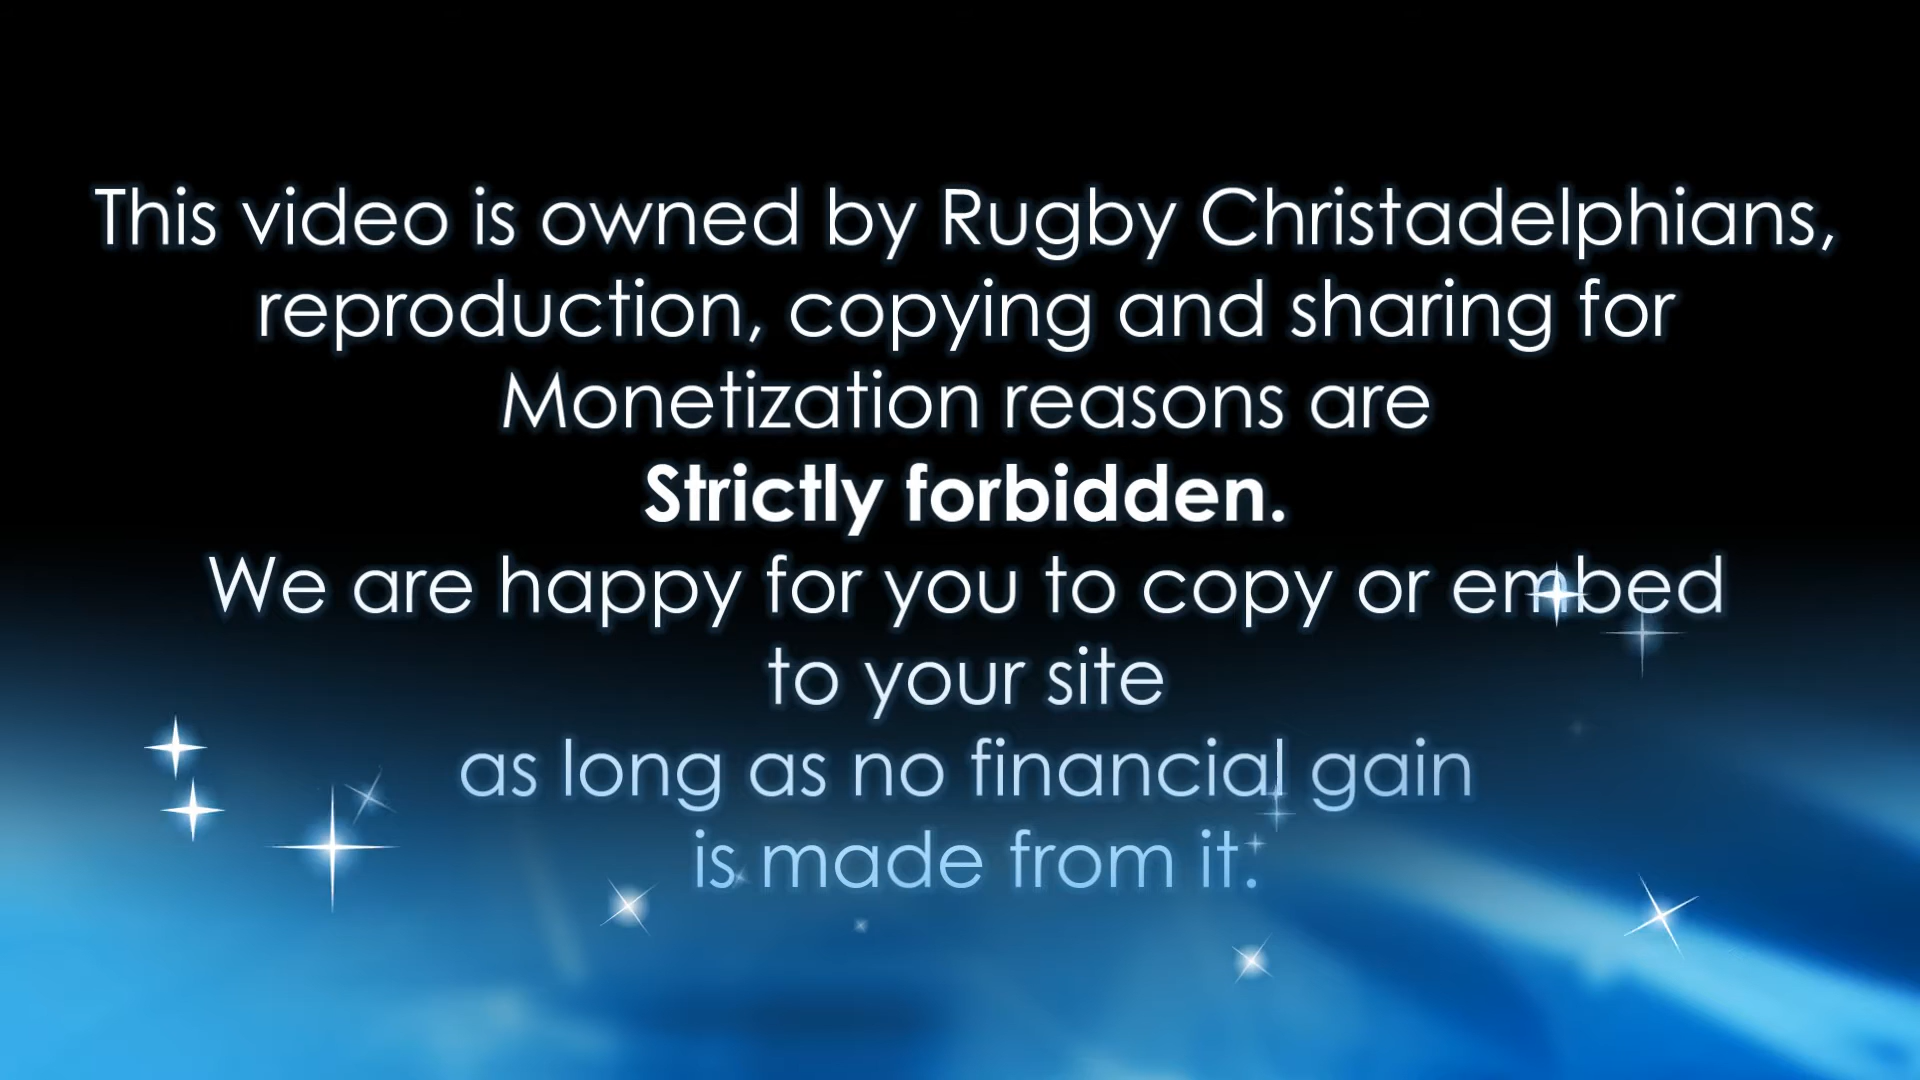 This video is owned by Rugby Christadelphians,
reproduction, copying and sharing for
Monetization reasons are
Strictly forbidden.
We are happy for you to copy or embed
to your site
as long as no financial gain
is made from it.